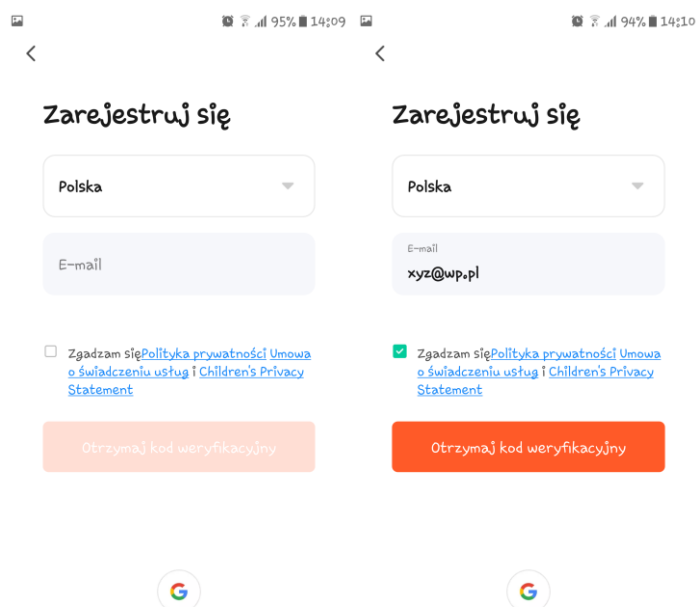 95% 14:09
Zarejestruj się
Polska
E-mail
Zgadzam sięPolityka prywatności Umowa
o świadczeniu usług i Children's Privacy
Statement
Otrzymaj kod weryfikacyjny
94% 14:10
Zarejestruj się
Polska
E-mail
xyz@wp.pl
Zgadzam sięPolityka prywatności Umowa
o świadczeniu usług i Children's Privacy
Statement
Otrzymaj kod weryfikacyjny